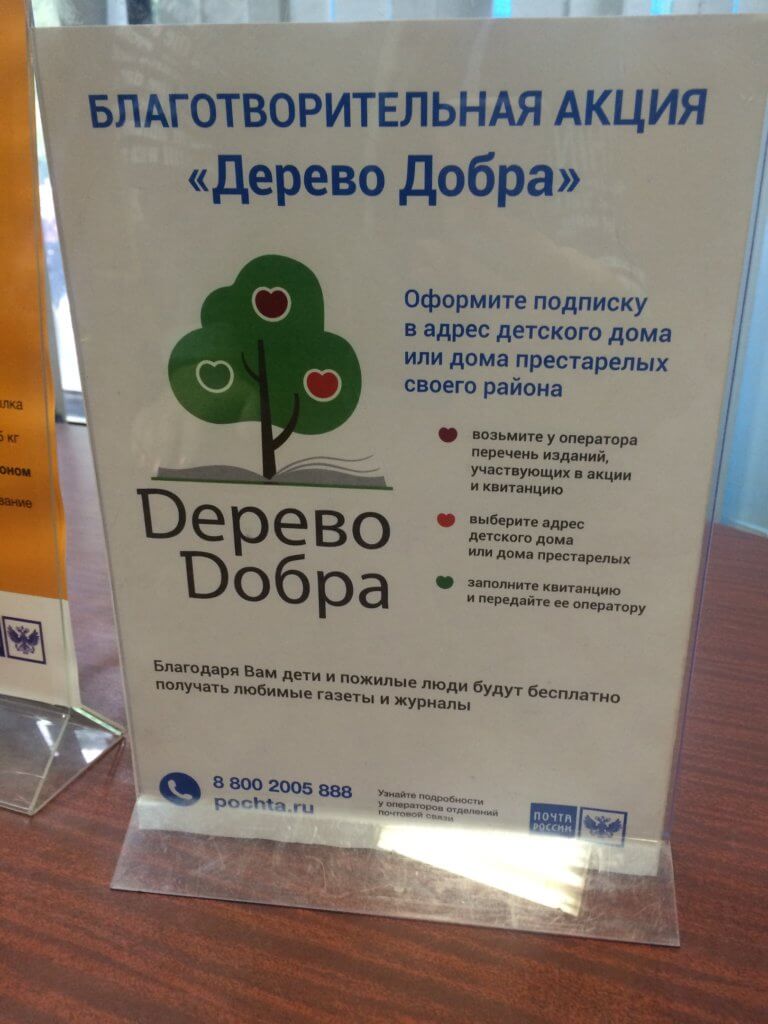 БЛАГОТВОРИТЕЛЬНАЯ АКЦИЯ
«Дерево Добра»
Оформите подписку
в адрес детского дома
или дома престарелых
своего района
возьмите у оператора
перечень изданий,
участвующих в акции
и квитанцию
выберите адрес
детского дома
или дома престарелых
заполните квитанцию
и передайте ее оператору
Дерево
Добра
Благодаря Вам дети и пожилые люди будут бесплатно
получать любимые газеты и журналы
8 800 2005 888
pochta.ru
Узнайте подробности
у операторов отделений
почтовой связи
ПОЧТА
РОССИИ
кг